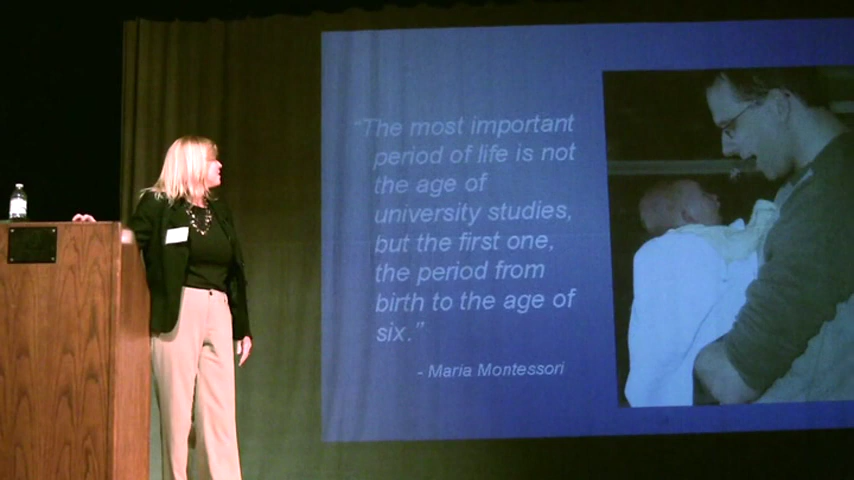 “The most important
period of life is not
the age of
university studies,
but the first one,
the period from
birth to the age of
six.”
- Maria Montessori